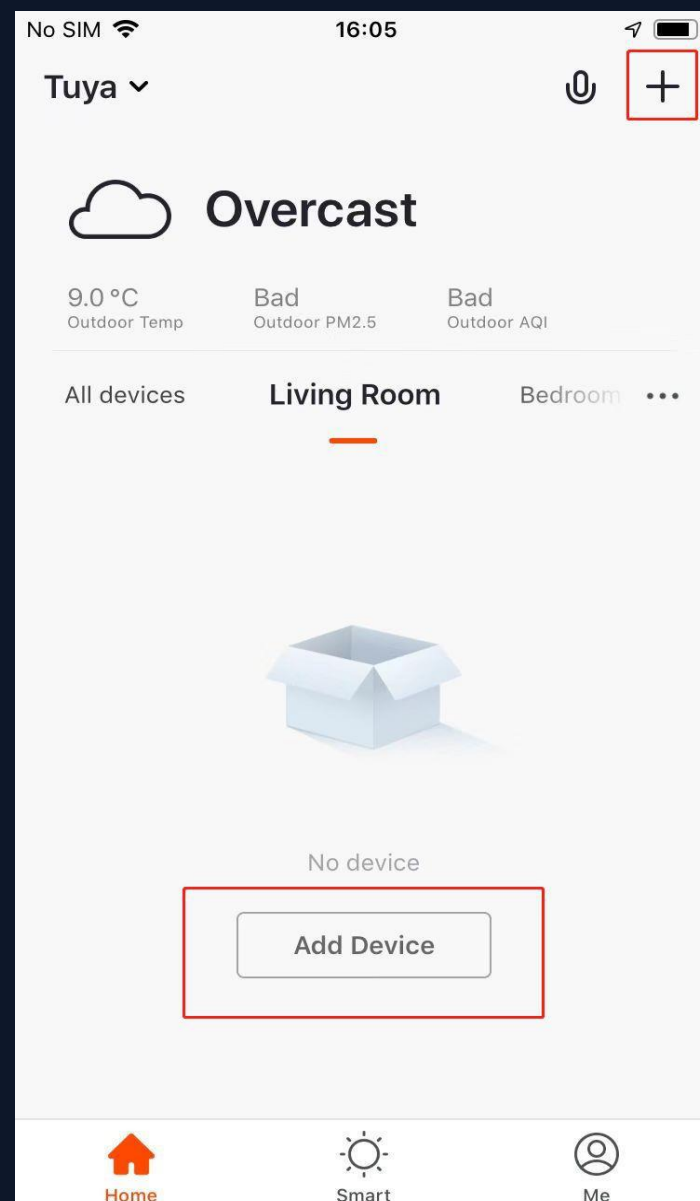 No SIM 16:05
Tuya
Overcast
9.0 °C Bad Bad
Outdoor Temp Outdoor PM2.5 Outdoor AQI
All devices Living Room Bedroom
No device
Add Device
Home Smart Me